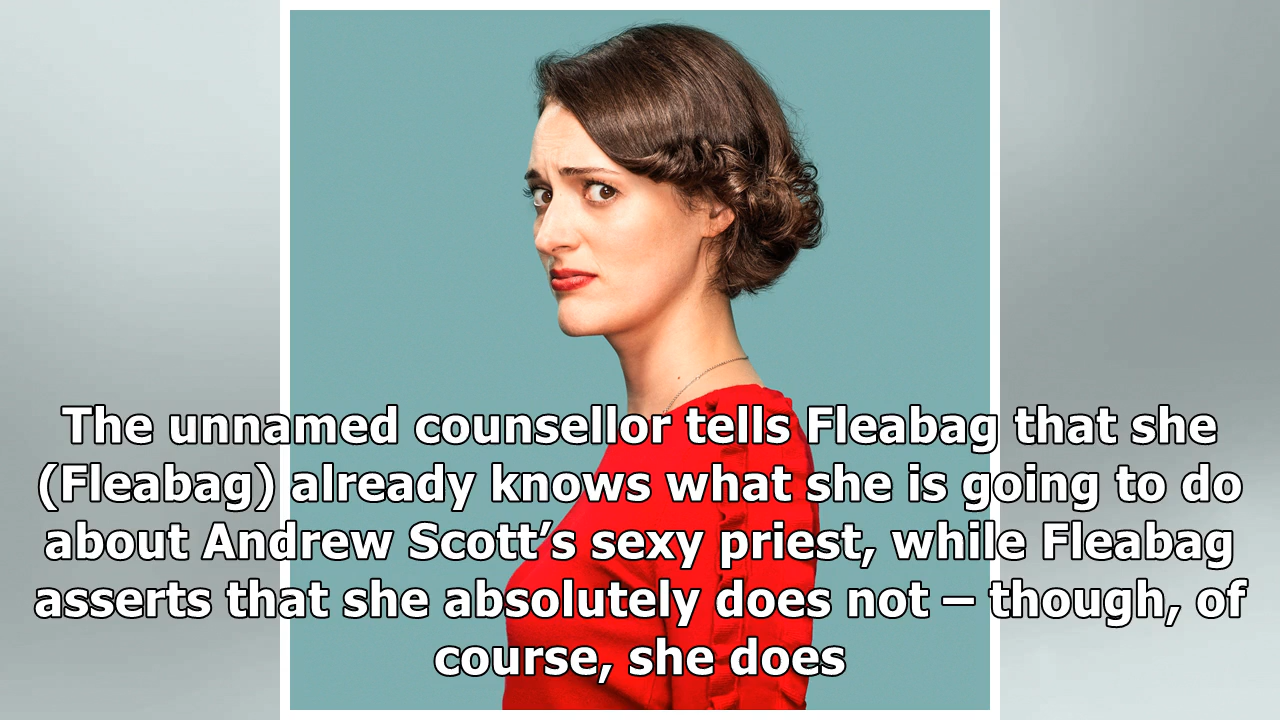 The unnamed counsellor tells Fleabag that she
(Fleabag) already knows what she is going to do
about Andrew Scott’s sexy priest, while Fleabag
asserts that she absolutely does not – though, of
course, she does